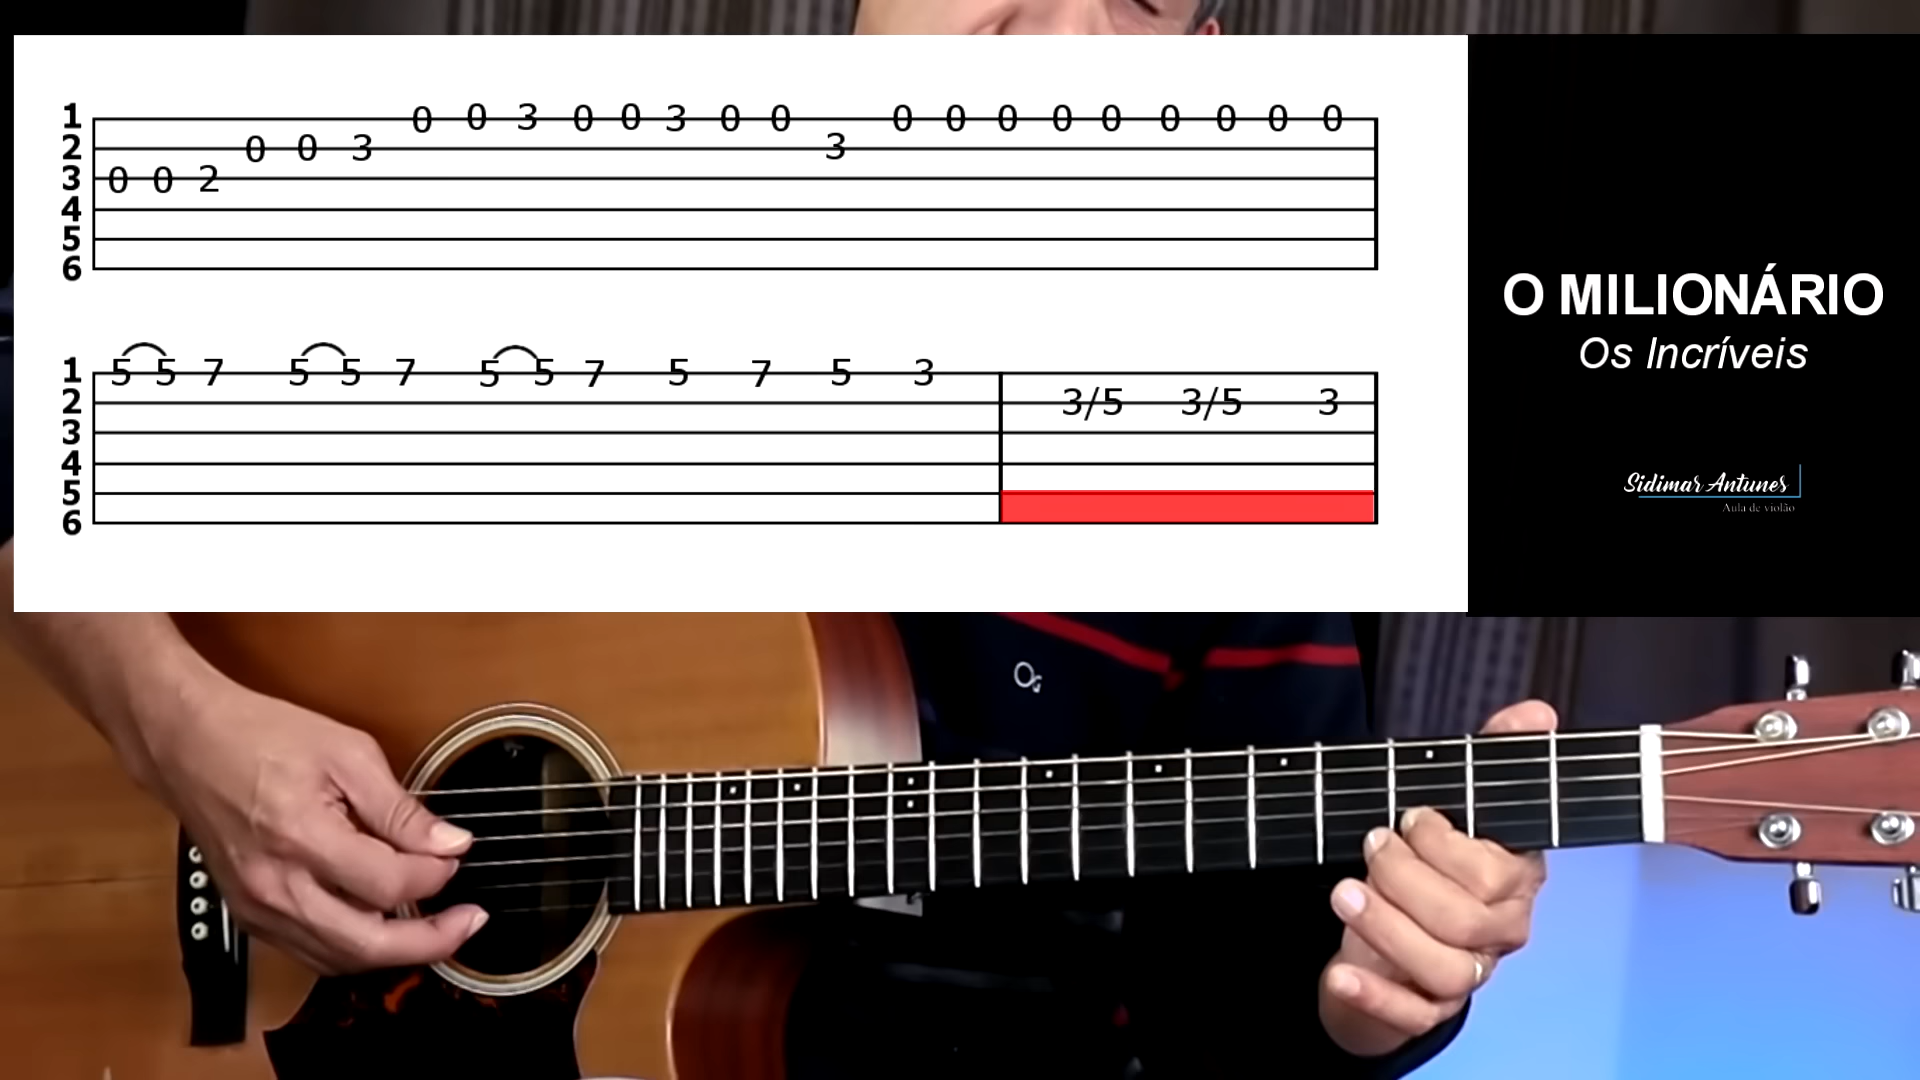 1 0 0 3 0 0 3 0 0 0 0 0 0 0 0 0 0 0
2 0 0 3 3
3 0 0 2
4
5
6
1 5 5 7 5 5 7 5 5 7 5 7 5 3
2 3/5 3/5 3
3
4
5
6
O MILIONÁRIO
Os Incríveis
Sidimar Antunes
Aula de violão